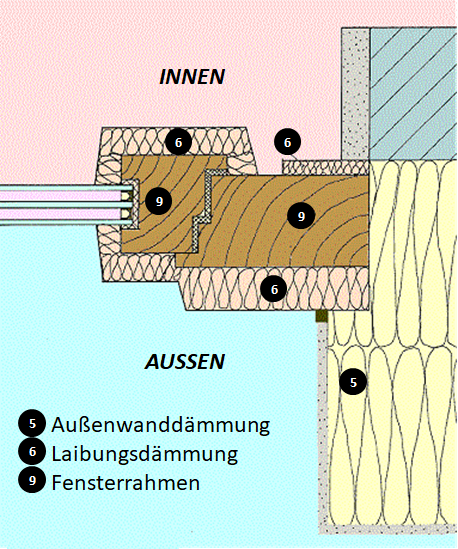 INNEN
6
6
9
9
6
AUSSEN
5
5 Außenwanddämmung
6 Laibungsdämmung
9 Fensterrahmen